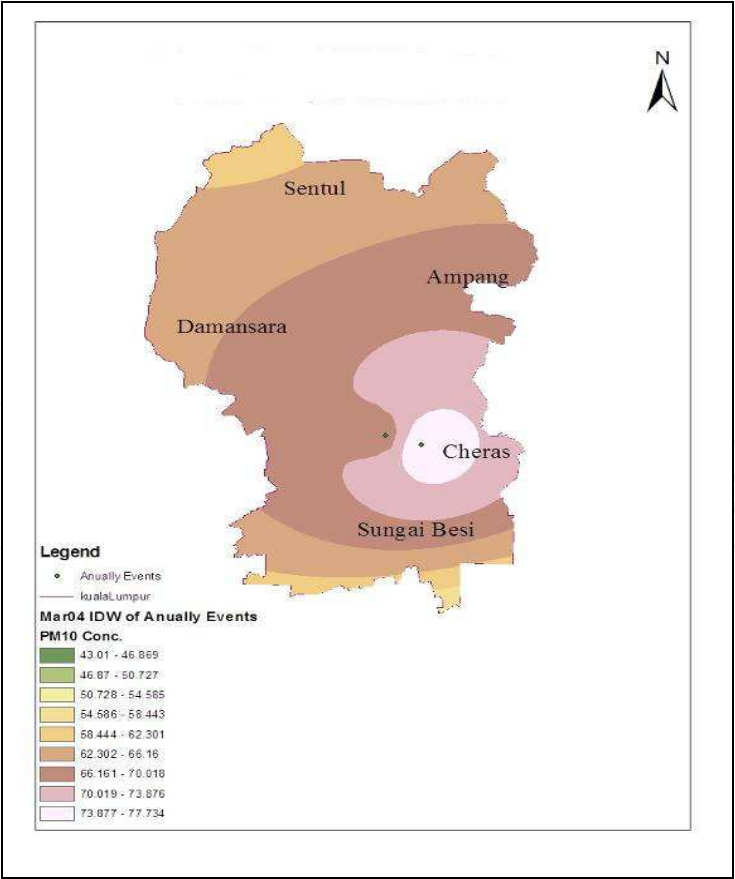 N
Sentul
Ampang
Damansara
Cheras
Sungai Besi
Legend
Anually Events
kualaLumpur
Mar04 IDW of Anually Events
PM10 Conc.
43.01 - 46.869
46.87 - 50.727
50.728 - 54.585
54.586 - 58.443
58.444 - 62.301
62.302 - 66.16
66.161 - 70.018
70.019 - 73.876
73.877 - 77.734